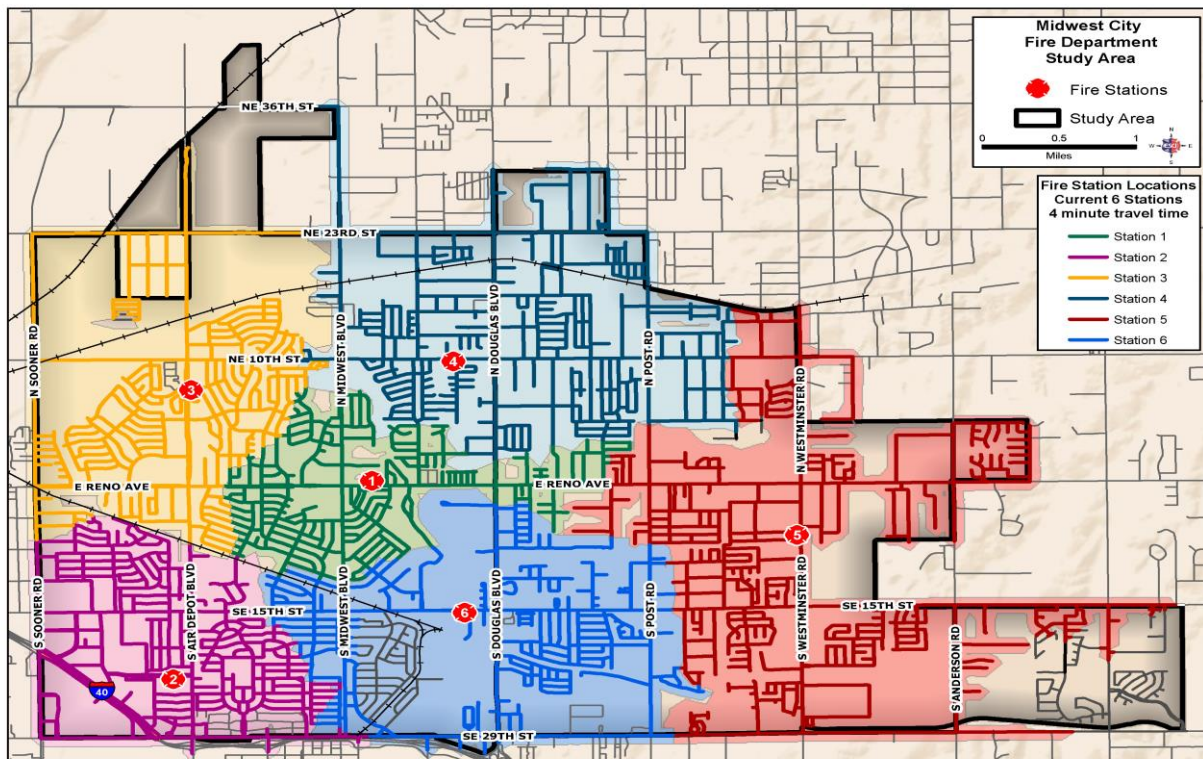 Midwest City
Fire Department
Study Area
Fire Stations
Study Area
0 0.5 1
Miles
N
W E
S
Fire Station Locations
Current 6 Stations
4 minute travel time
Station 1
Station 2
Station 3
Station 4
Station 5
Station 6
NE 36TH ST
NE 23RD ST
N SOONER RD
N MIDWEST BLVD
N DOUGLAS BLVD
N POST RD
N WESTMINSTER RD
NE 10TH ST
4
3
1
E RENO AVE
E RENO AVE
5
S SOONER RD
S AIR DEPOT BLVD
S MIDWEST BLVD
S DOUGLAS BLVD
S POST RD
S WESTMINSTER RD
S ANDERSON RD
SE 15TH ST
6
SE 15TH ST
2
40
SE 29TH ST